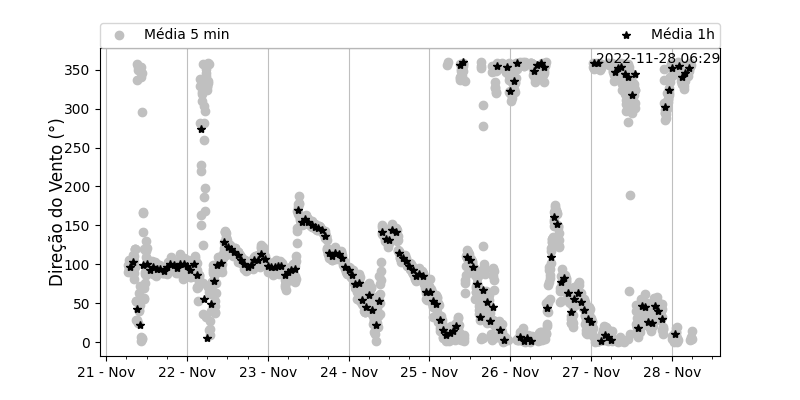 Média 5 min
Média 1h
2022-11-28 06:29
Direção do Vento (°)
350
300
250
200
150
100
50
0
21 - Nov
22 - Nov
23 - Nov
24 - Nov
25 - Nov
26 - Nov
27 - Nov
28 - Nov